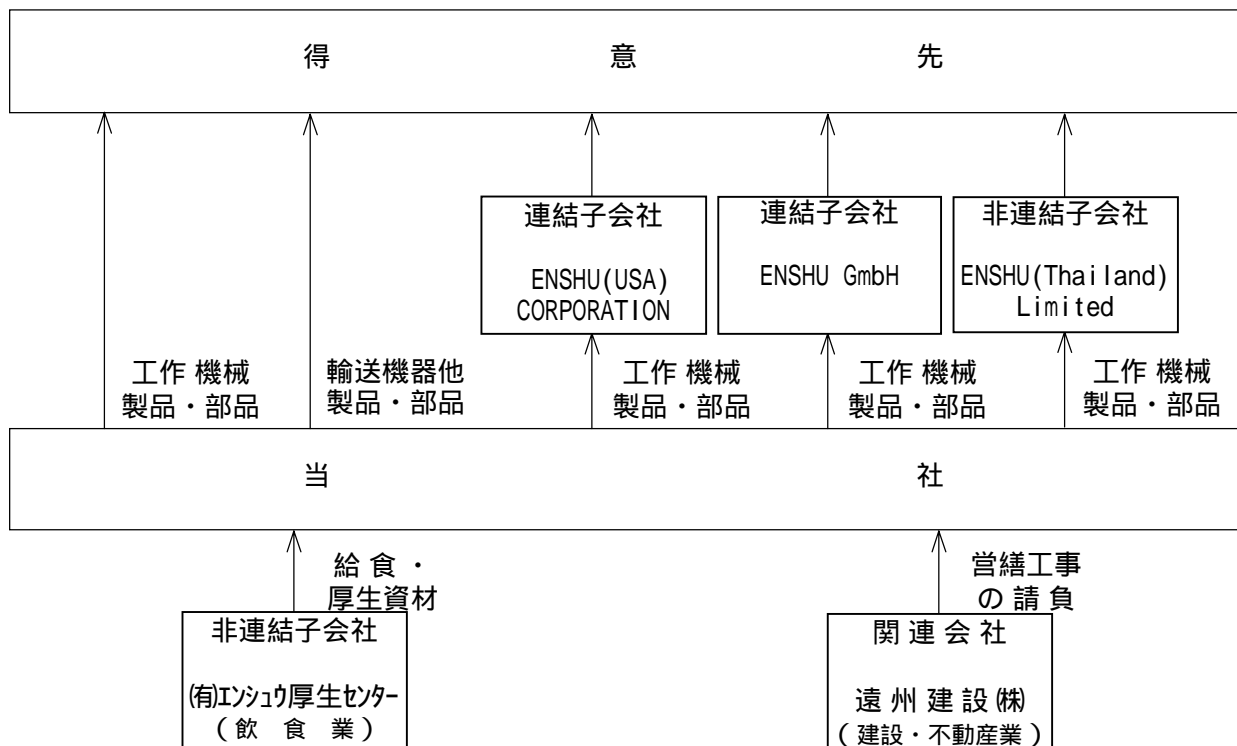 得 意 先
連結子会社
ENSHU(USA)
CORPORATION
連結子会社
ENSHU GmbH
非連結子会社
ENSHU(Thailand)
Limited
工作 機械
製品・部品
輸送機器他
製品・部品
工作 機械
製品・部品
工作 機械
製品・部品
工作 機械
製品・部品
当 社
給 食 ・
厚生資材
営繕工事
の 請 負
非連結子会社
㈲ｴﾝｼｭｳ厚生ｾﾝﾀｰ
( 飲 食 業 )
関 連 会 社
遠 州 建 設 ㈱
( 建設・不動産業 )